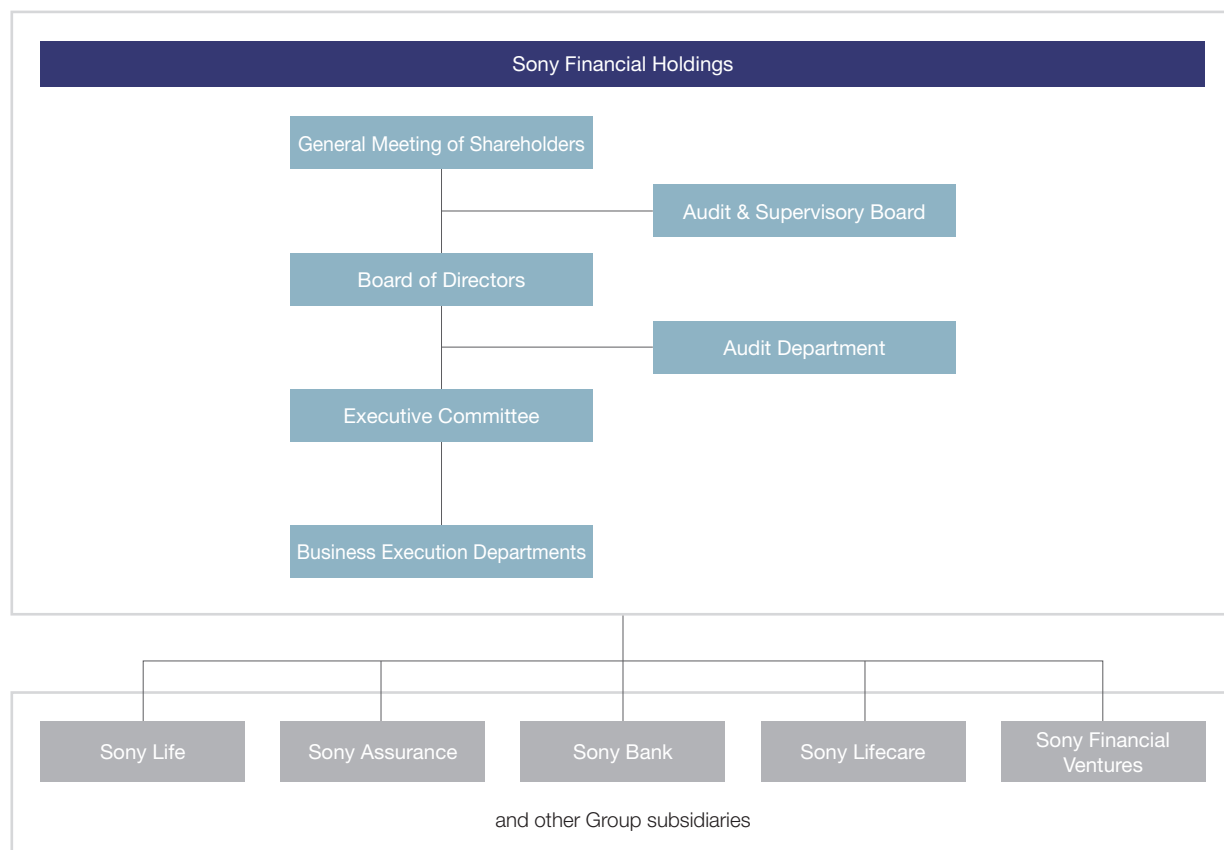 Sony Financial Holdings
General Meeting of Shareholders
Audit & Supervisory Board
Board of Directors
Audit Department
Executive Committee
Business Execution Departments
Sony Life
Sony Assurance
Sony Bank
Sony Lifecare
Sony Financial
Ventures
and other Group subsidiaries